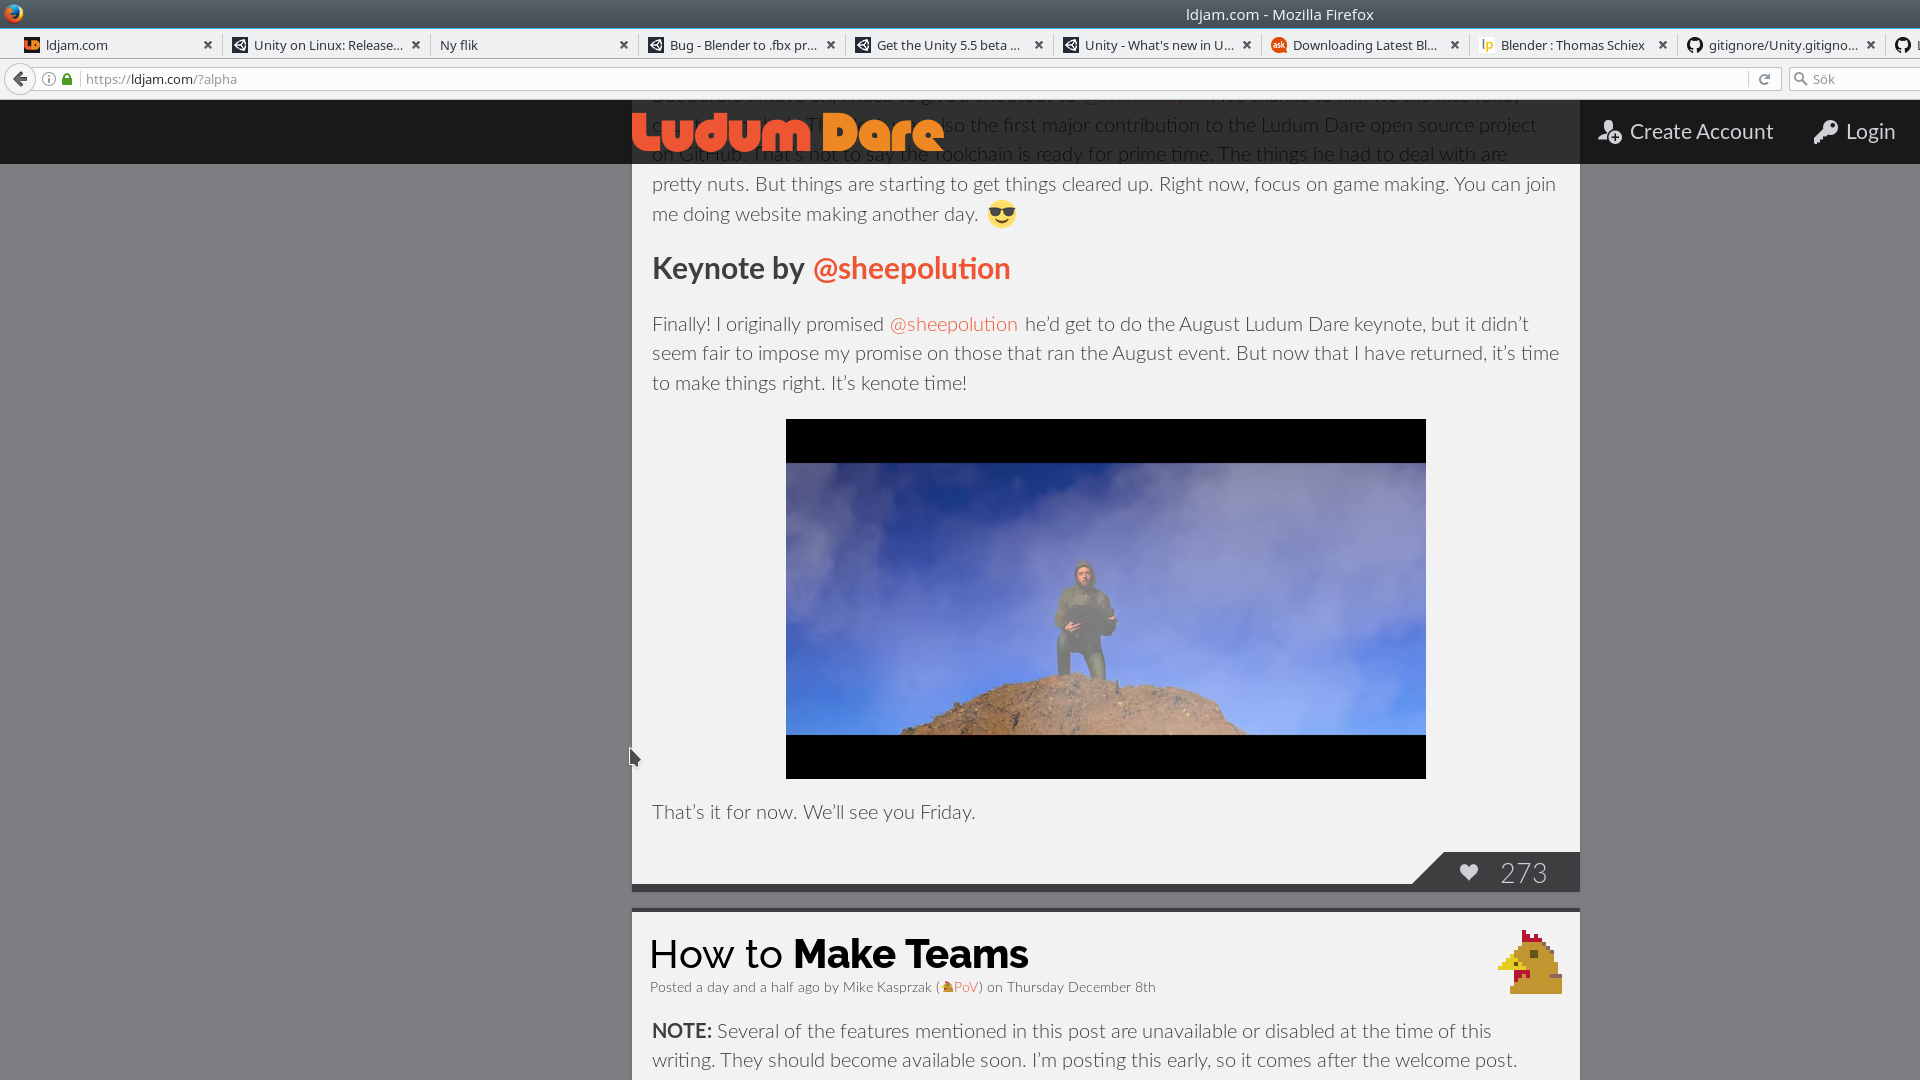 ldjam.com - Mozilla Firefox
ldjam.com
Unity on Linux: Release...
Ny flik
Bug - Blender to .fbx pr...
Get the Unity 5.5 beta ...
Unity - What's new in U...
Downloading Latest Bl...
Blender : Thomas Schiex
gitignore/Unity.gitigno...
https://ldjam.com/?alpha
Sök
Ludum Dare
Create Account
Login
also the first major contribution to the Ludum Dare open source project
on GitHub. That's not to say the Toolchain is ready for prime time. The things he had to deal with are
pretty nuts. But things are starting to get things cleared up. Right now, focus on game making. You can join
me doing website making another day.
Keynote by @sheepolution
Finally! I originally promised @sheepolution he’d get to do the August Ludum Dare keynote, but it didn’t
seem fair to impose my promise on those that ran the August event. But now that I have returned, it’s time
to make things right. It’s kenote time!
That’s it for now. We’ll see you Friday.
273
How to Make Teams
Posted a day and a half ago by Mike Kasprzak (PoV) on Thursday December 8th
NOTE: Several of the features mentioned in this post are unavailable or disabled at the time of this
writing. They should become available soon. I’m posting this early, so it comes after the welcome post.